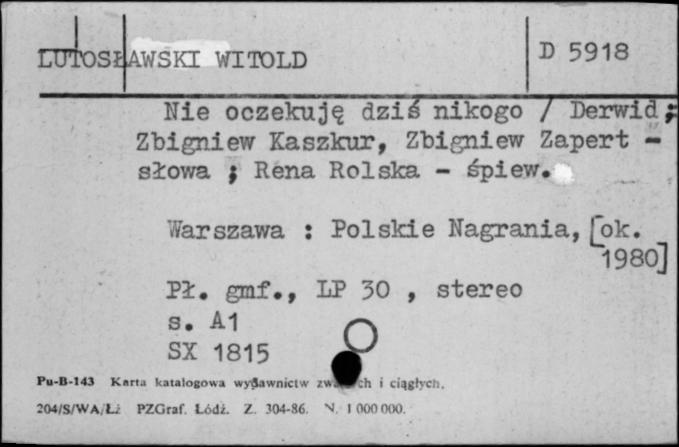 LUTOSŁAWSKI WITOLD
D 5918
Nie oczekuję dziś nikogo / Derwid ;
Zbigniew Kaszkur, Zbigniew Zapert -
słowa ; Rena Rolska - śpiew.
Warszawa : Polskie Nagrania, [ok.
1980]
Pł. gmf., LP 30 , stereo
s. A1
SX 1815
Pu-B-143 Karta katalogowa wydawnictw i ciągłych.
204/S/WA/Łż PZGraf. Łódź. Z. 304-86. N. 1 000 000.